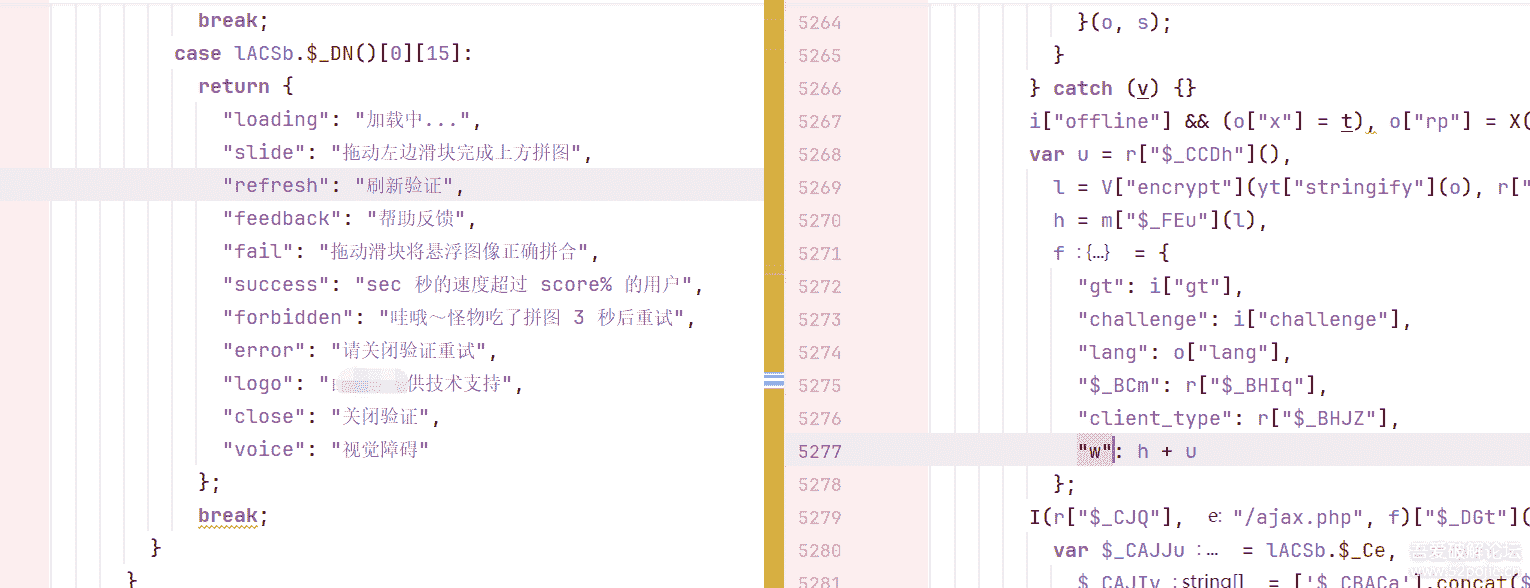 break;
case lACSb.$_DN()[0][15]:
return {
"loading": "加载中...",
"slide": "拖动左边滑块完成上方拼图",
"refresh": "刷新验证",
"feedback": "帮助反馈",
"fail": "拖动滑块将悬浮图像正确拼合",
"success": "sec 秒的速度超过 score% 的用户",
"forbidden": "哇哦～怪物吃了拼图 3 秒后重试",
"error": "请关闭验证重试",
"logo": "供技术支持",
"close": "关闭验证",
"voice": "视觉障碍"
};
break;
}
}
5264 }(o, s);
5265 }
5266 } catch (v) {}
5267 i["offline"] && (o["x"] = t), o["rp"] = X(
5268 var u = r["$_CCDh"](),
5269 l = V["encrypt"](yt["stringify"](o), r["
5270 h = m["$_FEu"](l),
5271 f :{...} = {
5272 "gt": i["gt"],
5273 "challenge": i["challenge"],
5274 "lang": o["lang"],
5275 "$_BCm": r["$_BHIq"],
5276 "client_type": r["$_BHJZ"],
5277 "w": h + u
5278 };
5279 I(r["$_CJQ"], e: "/ajax.php", f)["$_DGt"](
5280 var $_CAJJu :... = lACSb.$_Ce,
5281 $_CAJIv :string[] = ['$_CBACa'].concat($
吾爱破解论坛
www.52pojie.cn